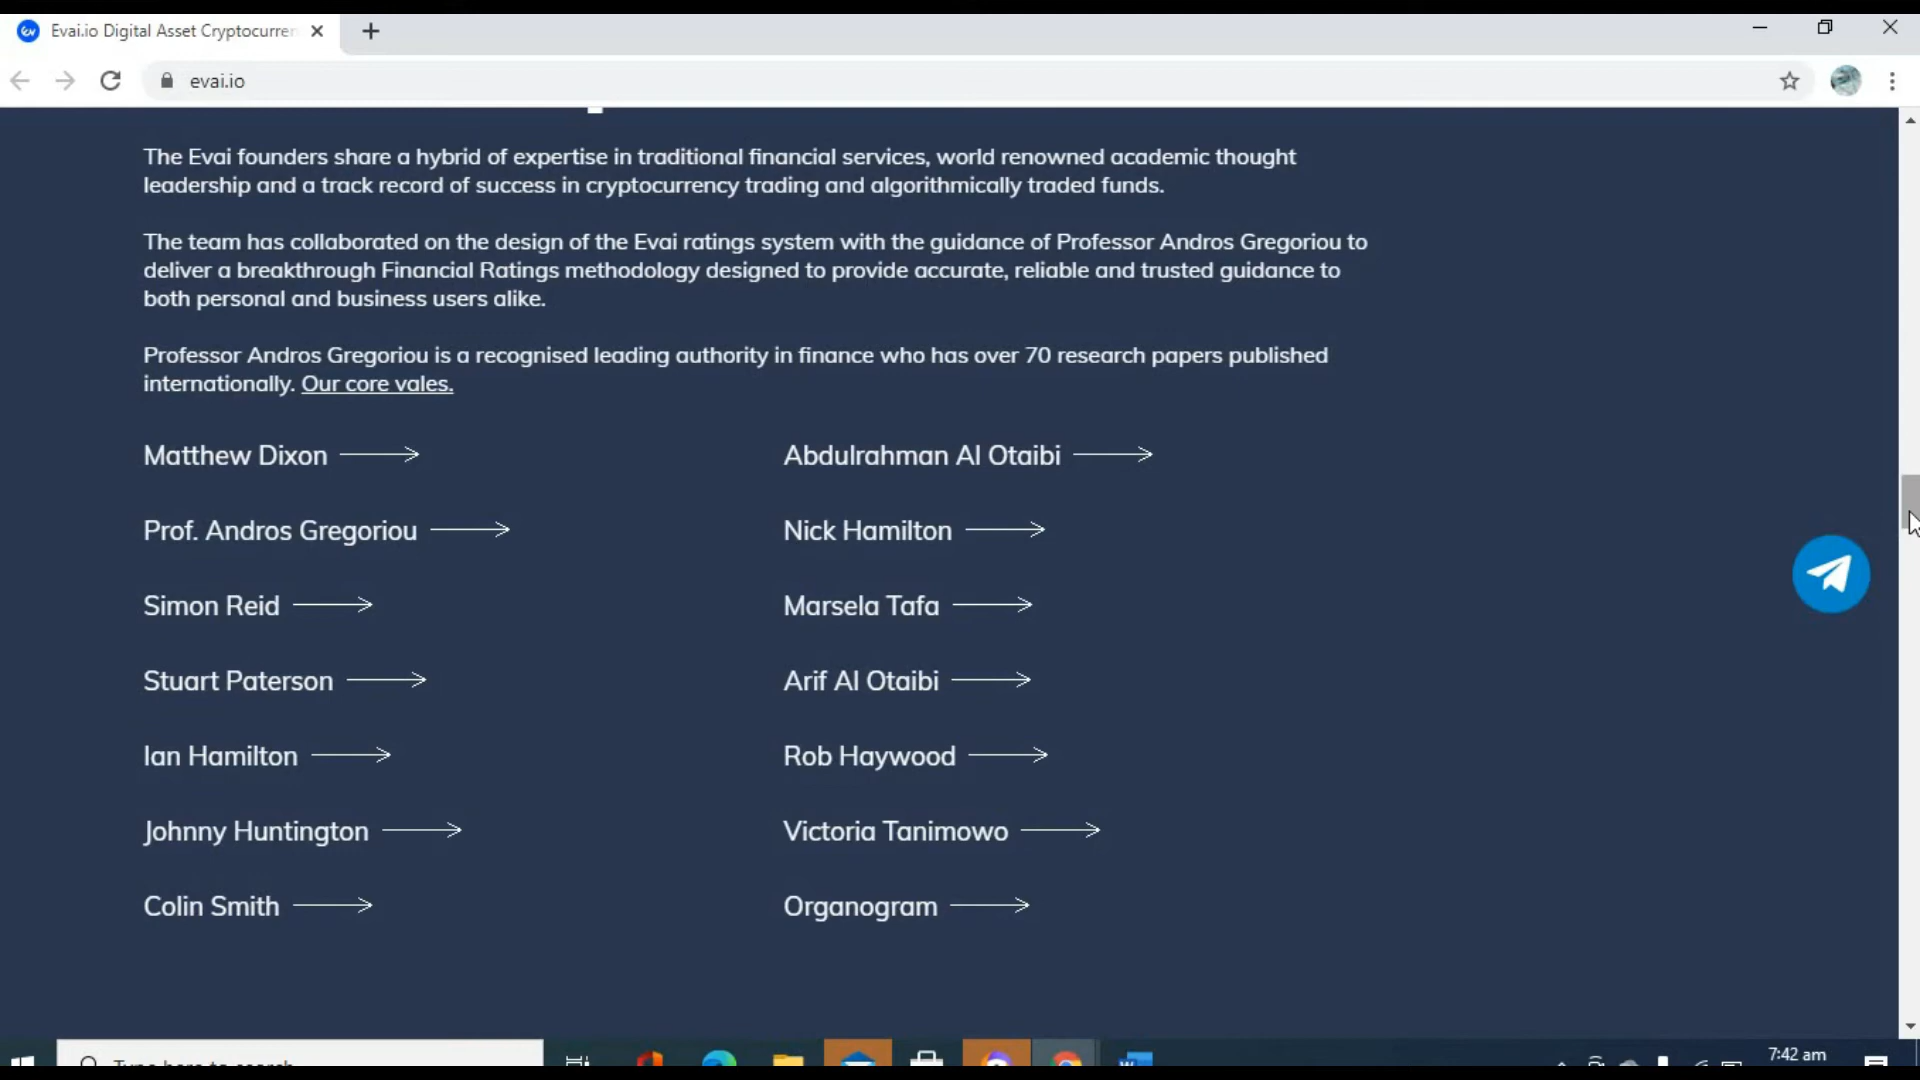 Evai.io Digital Asset Cryptocurren
evai.io
The Evai founders share a hybrid of expertise in traditional financial services, world renowned academic thought
leadership and a track record of success in cryptocurrency trading and algorithmically traded funds.
The team has collaborated on the design of the Evai ratings system with the guidance of Professor Andros Gregoriou to
deliver a breakthrough Financial Ratings methodology designed to provide accurate, reliable and trusted guidance to
both personal and business users alike.
Professor Andros Gregoriou is a recognised leading authority in finance who has over 70 research papers published
internationally. Our core vales.
Matthew Dixon
Abdulrahman Al Otaibi
Prof. Andros Gregoriou
Nick Hamilton
Simon Reid
Marsela Tafa
Stuart Paterson
Arif Al Otaibi
Ian Hamilton
Rob Haywood
Johnny Huntington
Victoria Tanimowo
Colin Smith
Organogram
Type here to search
7:42 am